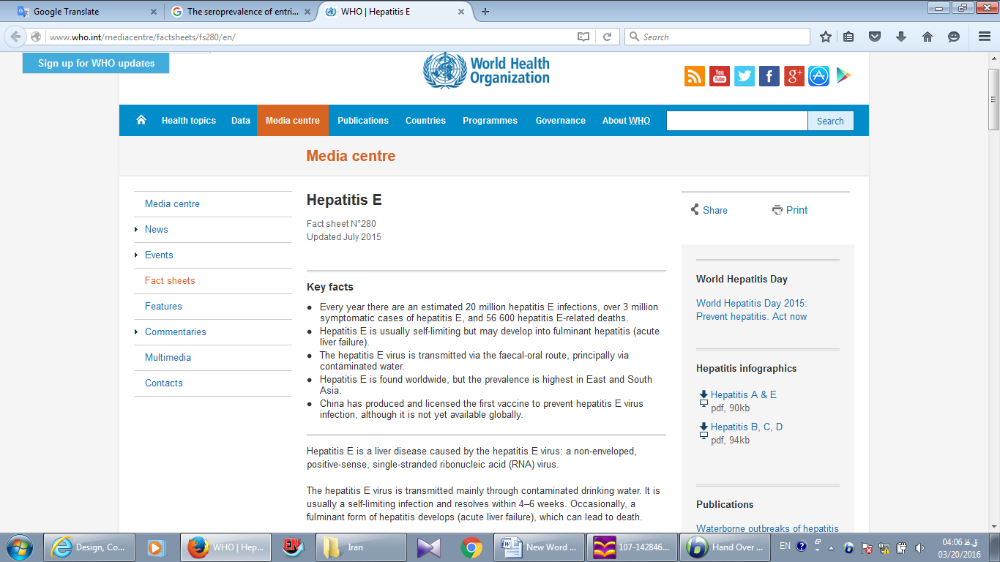 Google Translate
The seroprevalence of entri...
WHO | Hepatitis E
www.who.int/mediacentre/factsheets/fs280/en/
Search
Sign up for WHO updates
World Health
Organization
You
Tube
g+
Health topics
Data
Media centre
Publications
Countries
Programmes
Governance
About WHO
Search
Media centre
Media centre
News
Events
Fact sheets
Features
Commentaries
Multimedia
Contacts
Hepatitis E
Fact sheet N°280
Updated July 2015
Key facts
Every year there are an estimated 20 million hepatitis E infections, over 3 million
symptomatic cases of hepatitis E, and 56 600 hepatitis E-related deaths.
Hepatitis E is usually self-limiting but may develop into fulminant hepatitis (acute
liver failure).
The hepatitis E virus is transmitted via the faecal-oral route, principally via
contaminated water.
Hepatitis E is found worldwide, but the prevalence is highest in East and South
Asia.
China has produced and licensed the first vaccine to prevent hepatitis E virus
infection, although it is not yet available globally.
Hepatitis E is a liver disease caused by the hepatitis E virus: a non-enveloped,
positive-sense, single-stranded ribonucleic acid (RNA) virus.
The hepatitis E virus is transmitted mainly through contaminated drinking water. It is
usually a self-limiting infection and resolves within 4–6 weeks. Occasionally, a
fulminant form of hepatitis develops (acute liver failure), which can lead to death.
Share
Print
World Hepatitis Day
World Hepatitis Day 2015:
Prevent hepatitis. Act now
Hepatitis infographics
Hepatitis A & E
pdf, 90kb
Hepatitis B, C, D
pdf, 94kb
Publications
Waterborne outbreaks of hepatitis
Design, Co...
WHO | Hep...
EN
Iran
New Word ...
107-142846...
Hand Over ...
EN
04:06 ق.ظ
03/20/2016